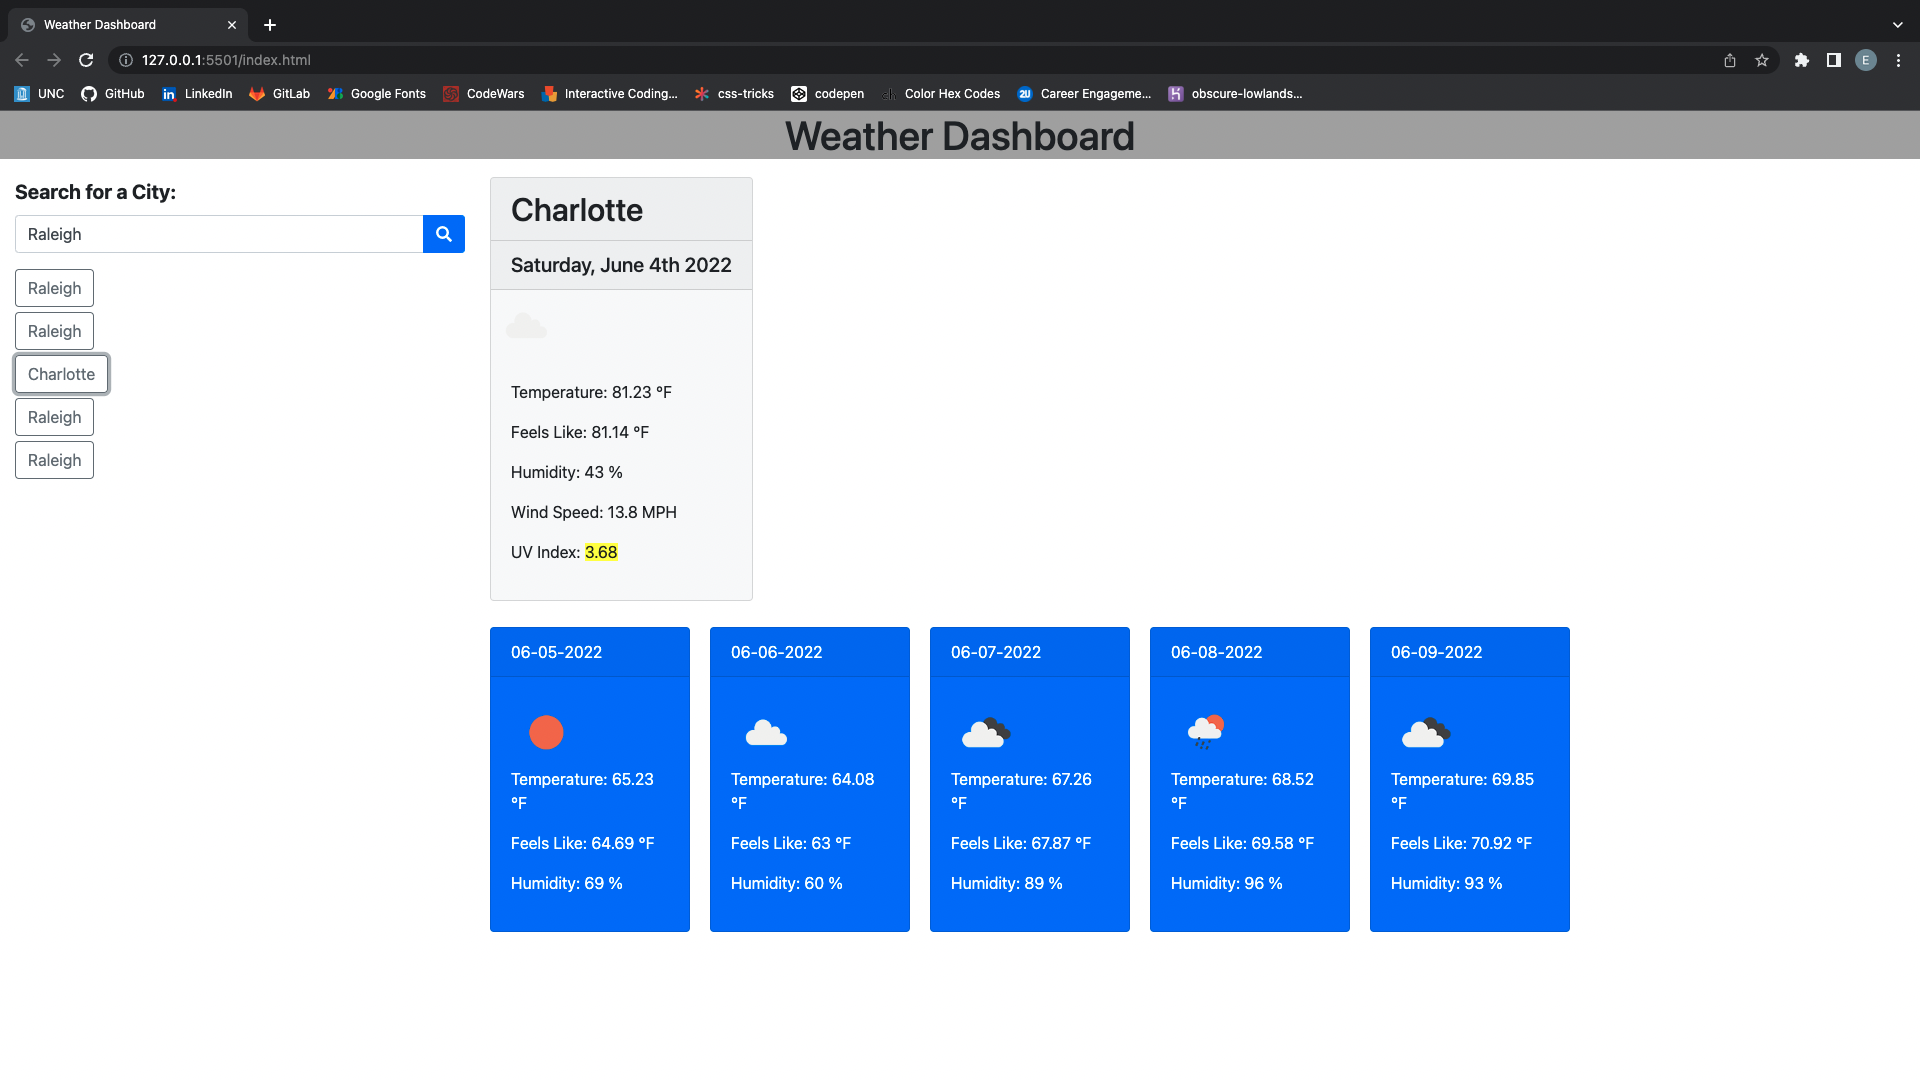 Weather Dashboard
127.0.0.1:5501/index.html
E
UNC GitHub LinkedIn GitLab Google Fonts CodeWars Interactive Coding... css-tricks codepen Color Hex Codes Career Engageme... obscure-lowlands...
Weather Dashboard
Search for a City:
Raleigh
Raleigh
Raleigh
Charlotte
Raleigh
Raleigh
Charlotte
Saturday, June 4th 2022
Temperature: 81.23 °F
Feels Like: 81.14 °F
Humidity: 43 %
Wind Speed: 13.8 MPH
UV Index: 3.68
06-05-2022
Temperature: 65.23
°F
Feels Like: 64.69 °F
Humidity: 69 %
06-06-2022
Temperature: 64.08
°F
Feels Like: 63 °F
Humidity: 60 %
06-07-2022
Temperature: 67.26
°F
Feels Like: 67.87 °F
Humidity: 89 %
06-08-2022
Temperature: 68.52
°F
Feels Like: 69.58 °F
Humidity: 96 %
06-09-2022
Temperature: 69.85
°F
Feels Like: 70.92 °F
Humidity: 93 %